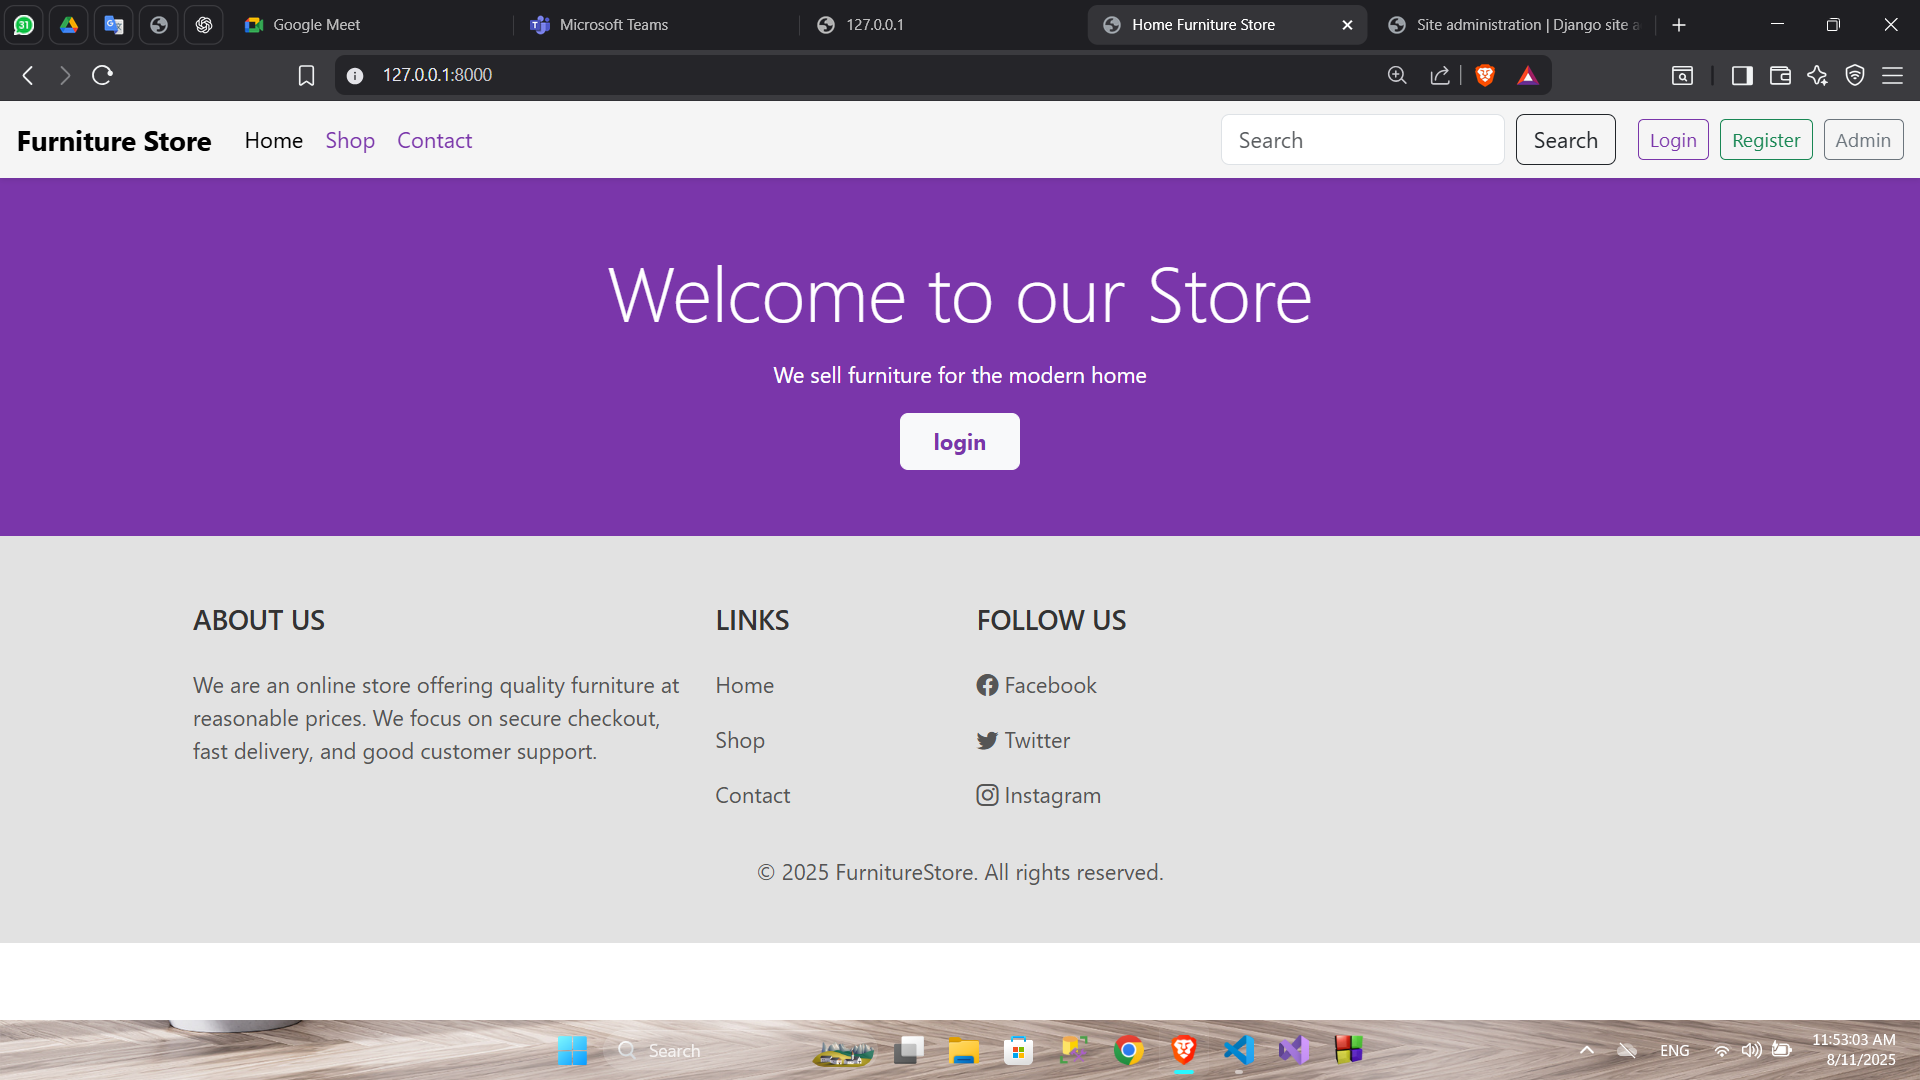 31
Google Meet
Microsoft Teams
127.0.0.1
Home Furniture Store
Site administration | Django site a
127.0.0.1:8000
Furniture Store
Home
Shop
Contact
Search
Search
Login
Register
Admin
Welcome to our Store
We sell furniture for the modern home
login
ABOUT US
We are an online store offering quality furniture at
reasonable prices. We focus on secure checkout,
fast delivery, and good customer support.
LINKS
Home
Shop
Contact
FOLLOW US
Facebook
Twitter
Instagram
© 2025 FurnitureStore. All rights reserved.
Search
ENG
11:53:03 AM
8/11/2025